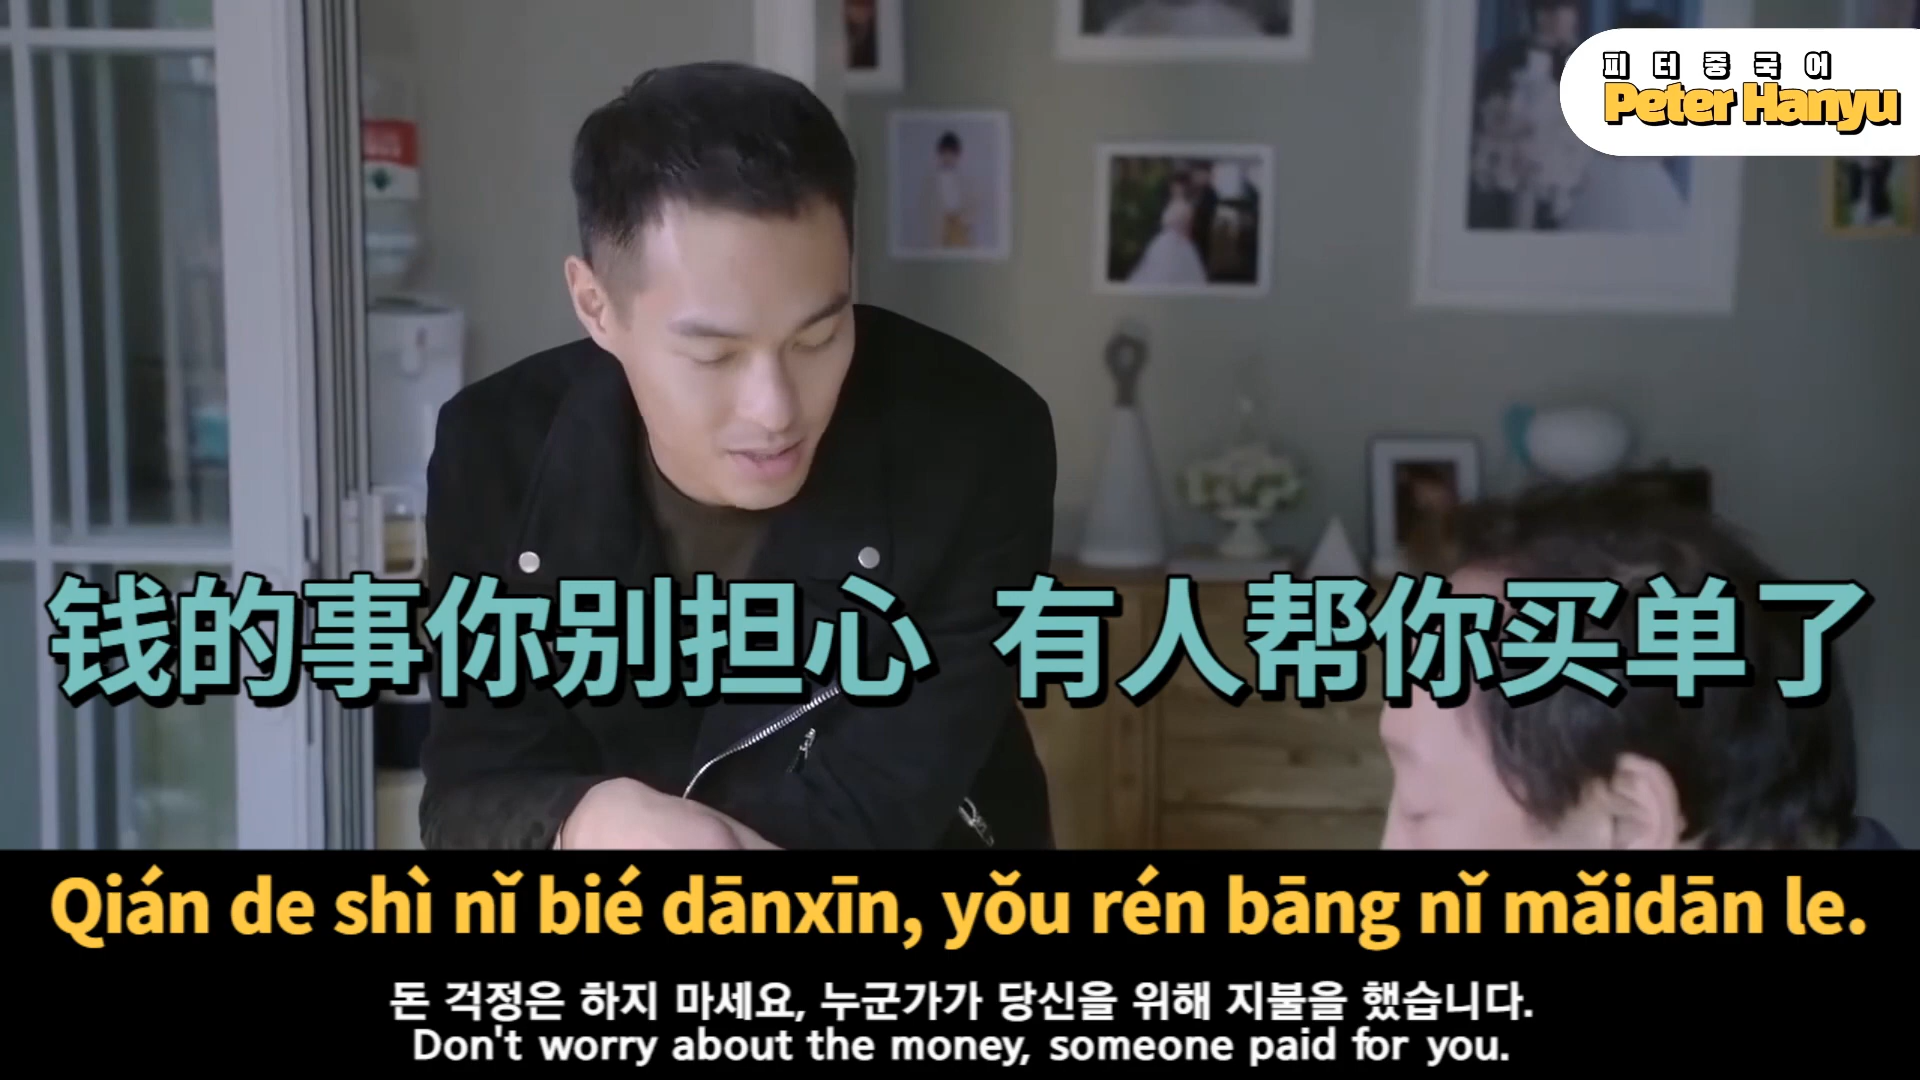 피터중국어
Peter Hanyu
钱的事你别担心 有人帮你买单了
Qián de shì nǐ bié dānxīn, yǒu rén bāng nǐ mǎidān le.
돈 걱정은 하지 마세요, 누군가가 당신을 위해 지불을 했습니다.
Don't worry about the money, someone paid for you.